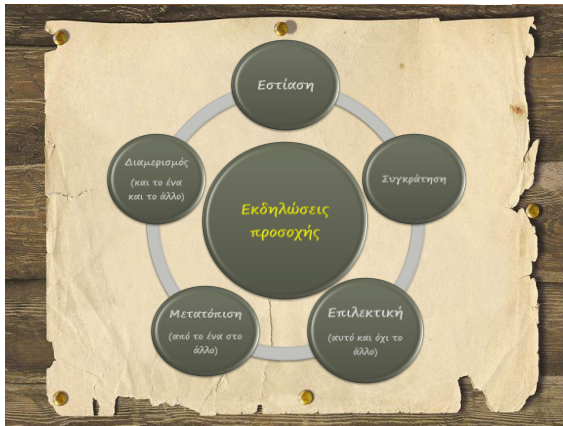 Εστίαση
Συγκράτηση
Επιλεκτική
(αυτό και όχι το
άλλο)
Μετατόπιση
(από το ένα στο
άλλο)
Διαμερισμός
(και το ένα
και το άλλο)
Εκδηλώσεις
προσοχής